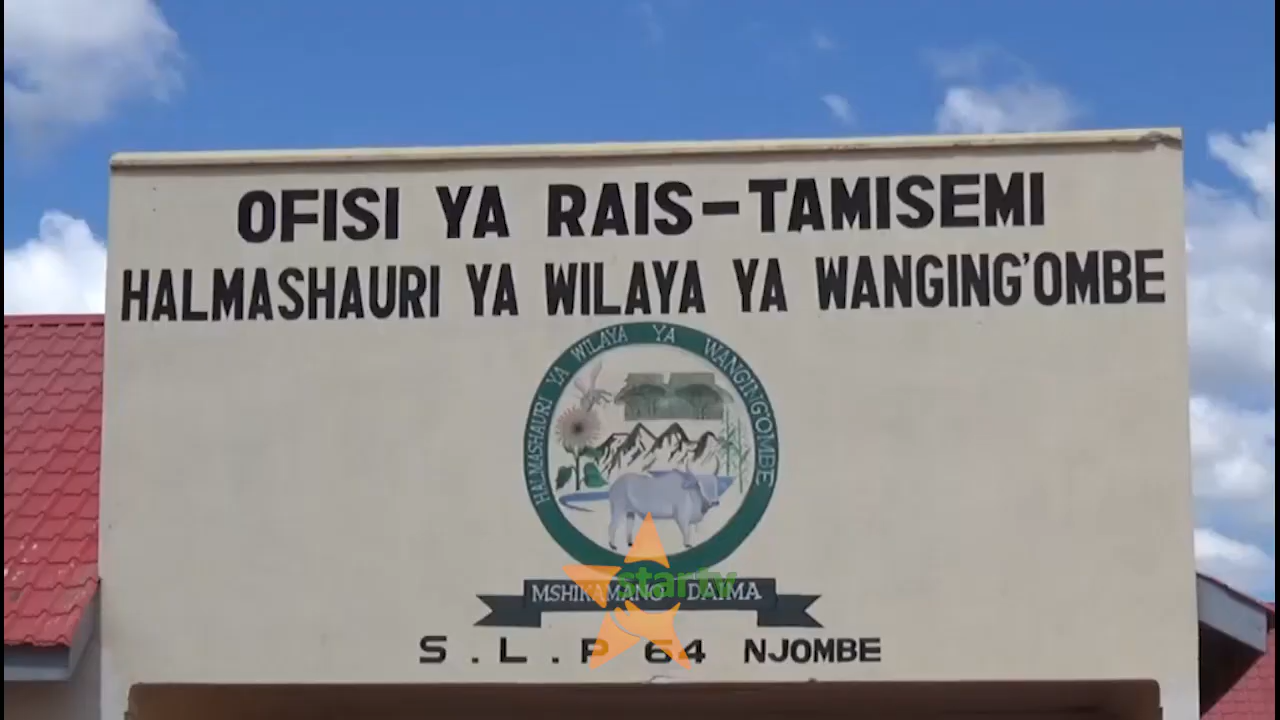 OFISI YA RAIS-TAMISEMI
HALMASHAURI YA WILAYA YA WANGING'OMBE
HALMASHAURI YA WILAYA YA WANGING'OMBE
MSHIKAMANO DAIMA
startv
S.L.P 64 NJOMBE